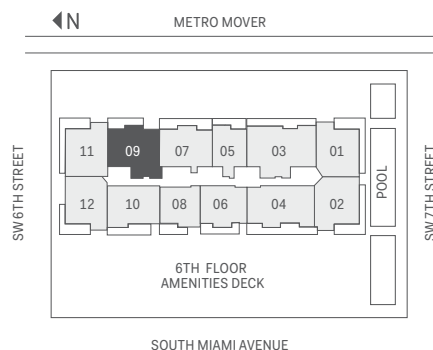 N
METRO MOVER
SW 6TH STREET
11
09
07
05
03
01
12
10
08
06
04
02
POOL
SW 7TH STREET
6TH FLOOR
AMENITIES DECK
SOUTH MIAMI AVENUE